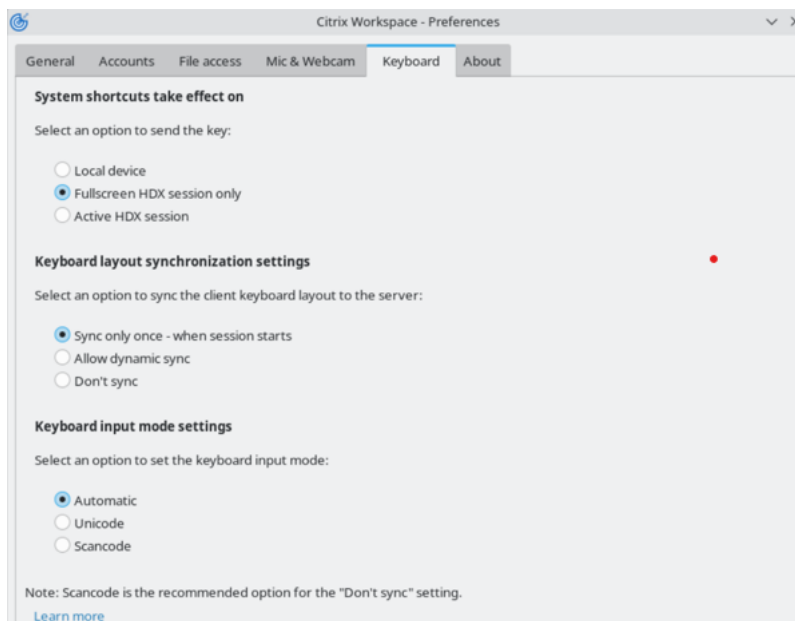 Citrix Workspace - Preferences
General Accounts File access Mic & Webcam Keyboard About
System shortcuts take effect on
Select an option to send the key:
Local device
Fullscreen HDX session only
Active HDX session
Keyboard layout synchronization settings
Select an option to sync the client keyboard layout to the server:
Sync only once - when session starts
Allow dynamic sync
Don't sync
Keyboard input mode settings
Select an option to set the keyboard input mode:
Automatic
Unicode
Scancode
Note: Scancode is the recommended option for the "Don't sync" setting.
Learn more